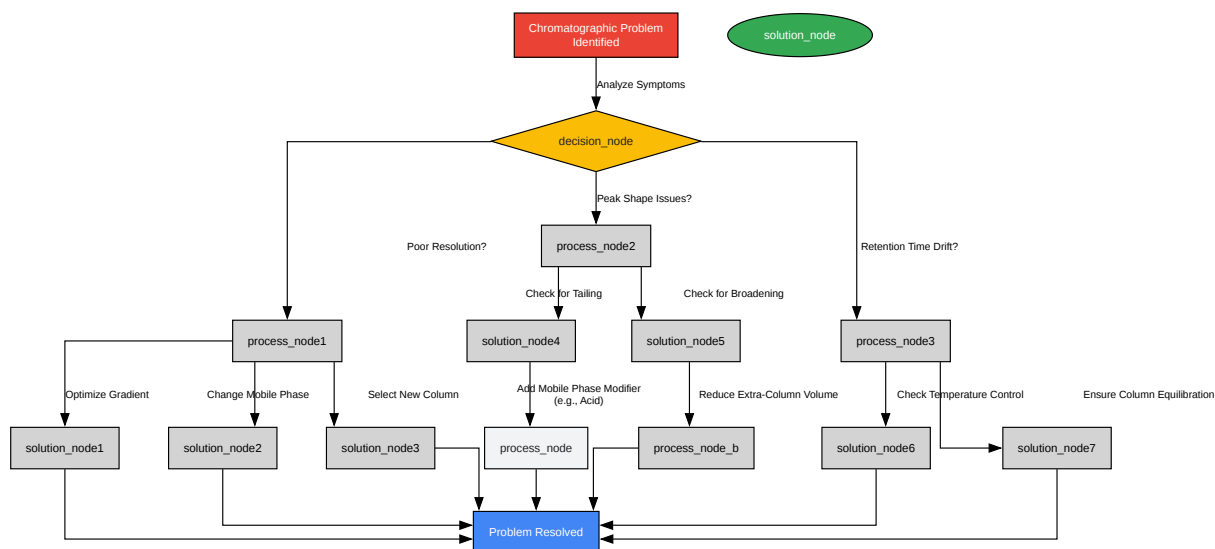 Chromatographic Problem
Identified
solution_node
Analyze Symptoms
decision_node
Peak Shape Issues?
Poor Resolution?
process_node2
Retention Time Drift?
Check for Tailing
Check for Broadening
process_node1
solution_node4
solution_node5
process_node3
Optimize Gradient
Change Mobile Phase
Select New Column
Add Mobile Phase Modifier
(e.g., Acid)
Reduce Extra-Column Volume
Check Temperature Control
Ensure Column Equilibration
solution_node1
solution_node2
solution_node3
process_node
process_node_b
solution_node6
solution_node7
Problem Resolved